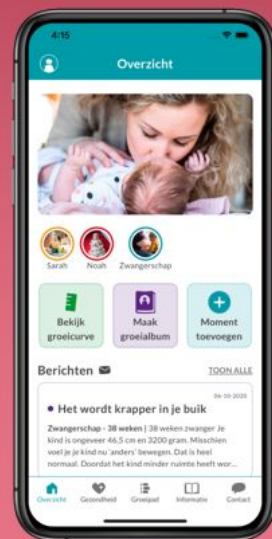 4:15
Overzicht
Sarah Noah Zwangerschap
Bekijk groeicurve
Maak groeialbum
Moment toevoegen
Berichten TOON ALLE
06-10-2020
• Het wordt krapper in je buik
Zwangerschap - 38 weken | 38 weken zwanger Je
kind is ongeveer 46,5 cm en 3200 gram. Misschien
voel je je kind nu 'anders' bewegen. Dat is heel
normaal. Doordat het kind minder ruimte heeft wor...
Overzicht Gezondheid Groeipad Informatie Contact